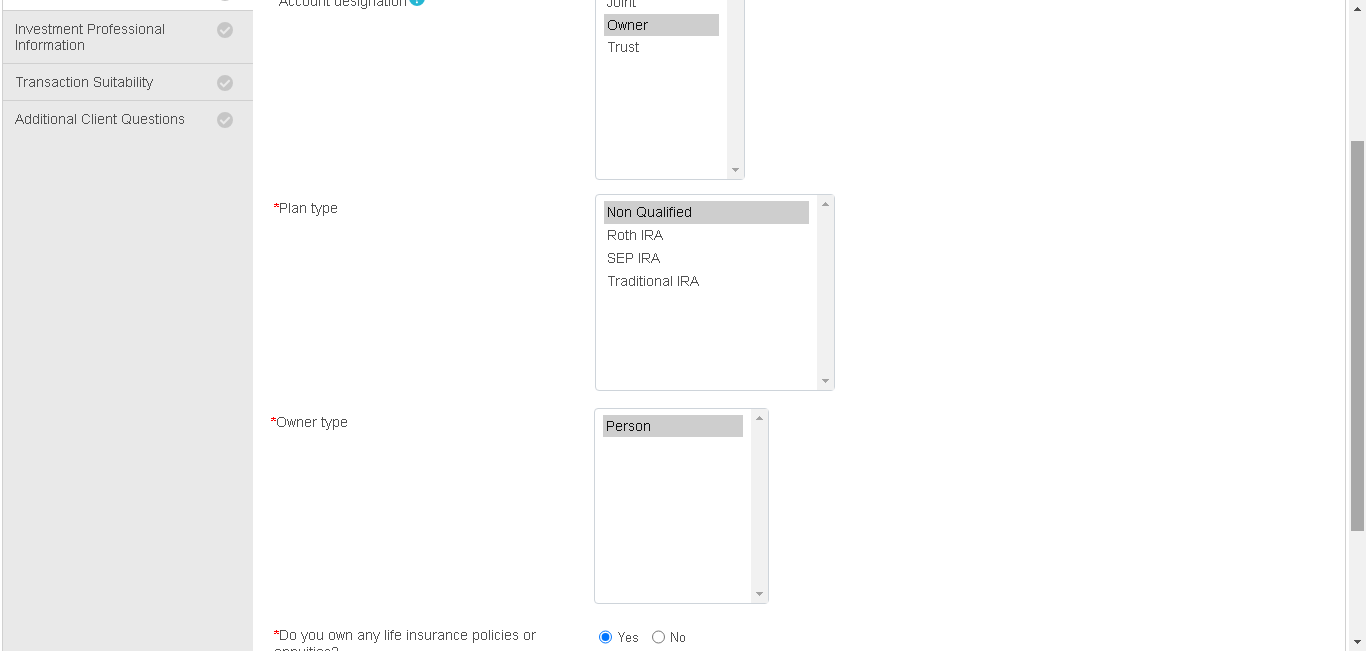 Account designation
Joint
Owner
Trust
Investment Professional
Information
Transaction Suitability
Additional Client Questions
*Plan type
Non Qualified
Roth IRA
SEP IRA
Traditional IRA
*Owner type
Person
*Do you own any life insurance policies or
annuities?
Yes
No